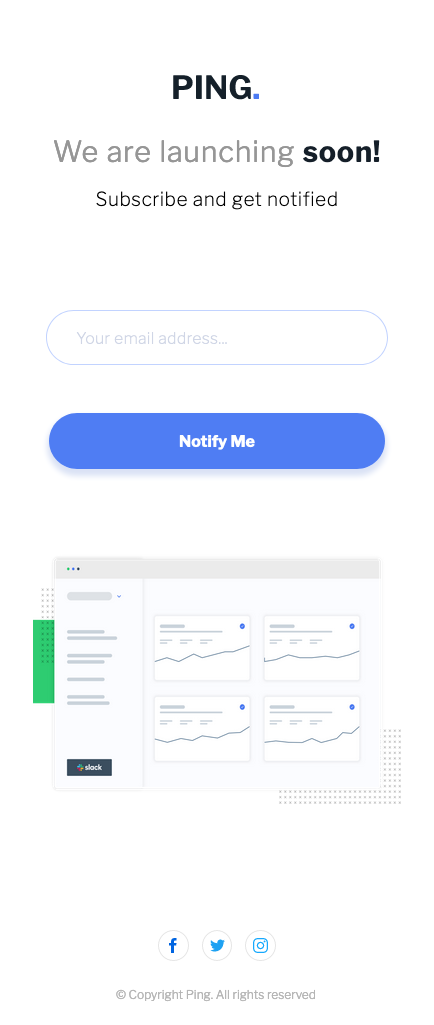 PING.
We are launching soon!
Subscribe and get notified
Your email address...
Notify Me
slack
© Copyright Ping. All rights reserved